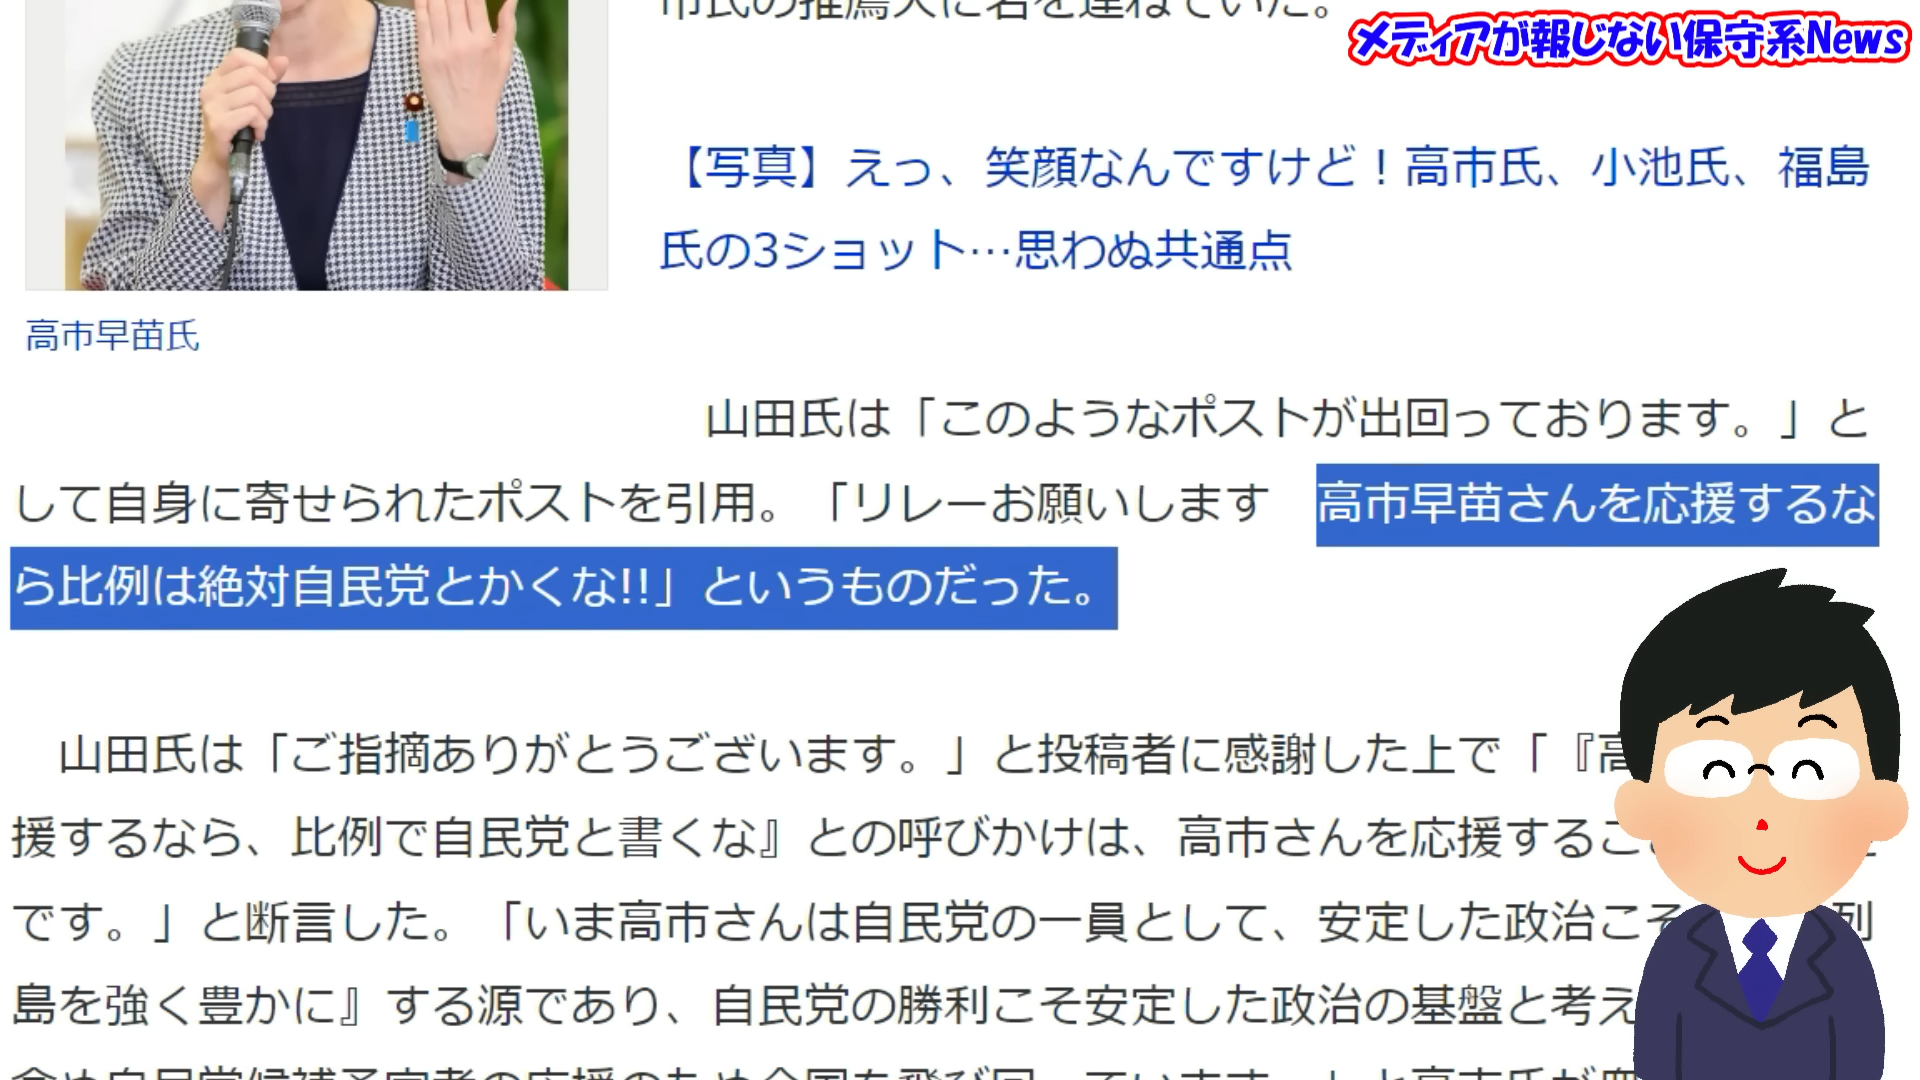 メディアが報じない保守系News
【写真】えっ、笑顔なんですけど！高市氏、小池氏、福島
氏の3ショット…思わぬ共通点
高市早苗氏
山田氏は「このようなポストが出回っております。」と
して自身に寄せられたポストを引用。「リレーお願いします　高市早苗さんを応援するな
ら比例は絶対自民党とかくな!!」というものだった。
山田氏は「ご指摘ありがとうございます。」と投稿者に感謝した上で「『高
援するなら、比例で自民党と書くな』との呼びかけは、高市さんを応援するこ
です。」と断言した。「いま高市さんは自民党の一員として、安定した政治こそ 列
島を強く豊かに』する源であり、自民党の勝利こそ安定した政治の基盤と考え